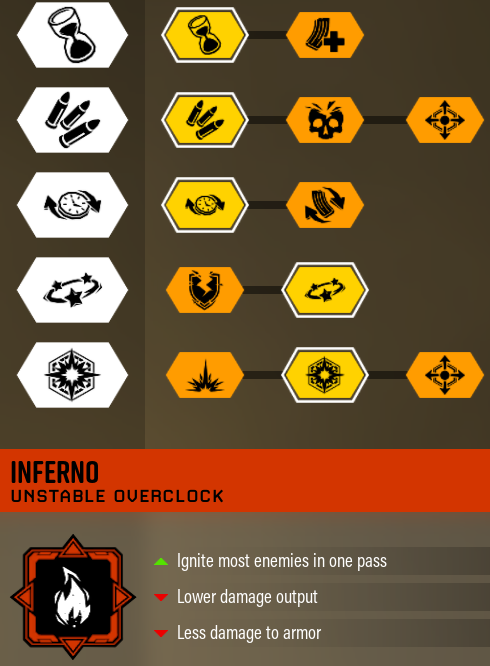 INFERNO
UNSTABLE OVERCLOCK
Ignite most enemies in one pass
Lower damage output
Less damage to armor